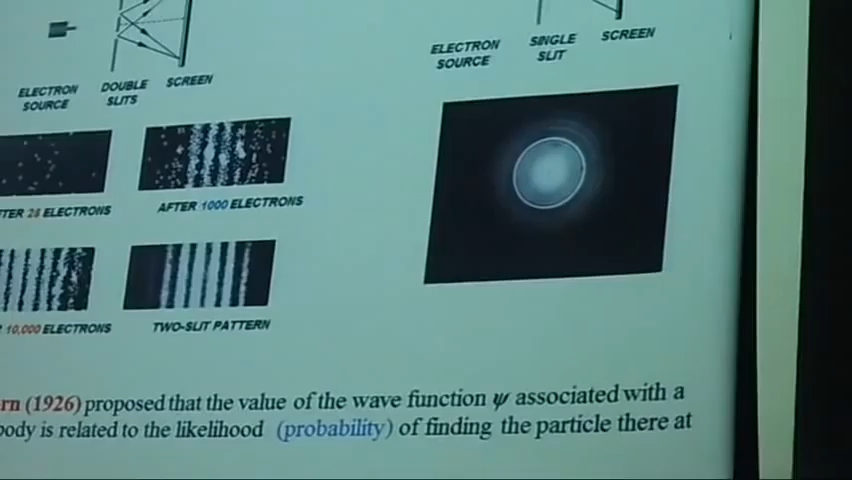 ELECTRON SOURCE
DOUBLE SLITS
SCREEN
ELECTRON SOURCE
SINGLE SLIT
SCREEN
TER 28 ELECTRONS
AFTER 1000 ELECTRONS
10,000 ELECTRONS
TWO-SLIT PATTERN
rn (1926) proposed that the value of the wave function ψ associated with a
body is related to the likelihood (probability) of finding the particle there at